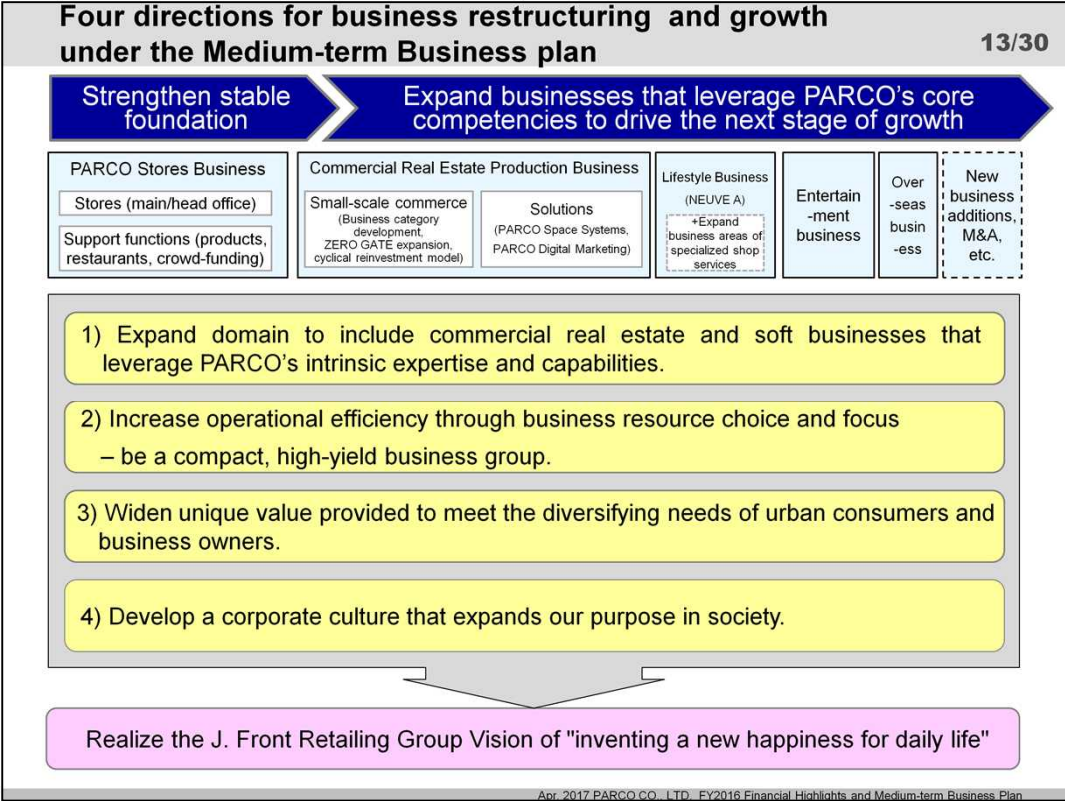 Four directions for business restructuring and growth
under the Medium-term Business plan
13/30
Strengthen stable
foundation
Expand businesses that leverage PARCO's core
competencies to drive the next stage of growth
PARCO Stores Business
Stores (main/head office)
Support functions (products,
restaurants, crowd-funding)
Commercial Real Estate Production Business
Small-scale commerce
(Business category
development,
ZERO GATE expansion,
cyclical reinvestment model)
Solutions
(PARCO Space Systems,
PARCO Digital Marketing)
Lifestyle Business
(NEUVE A)
+Expand
business areas of
specialized shop
services
Entertain
-ment
business
Over
-seas
busin
-ess
New
business
additions,
M&A,
etc.
1) Expand domain to include commercial real estate and soft businesses that
leverage PARCO's intrinsic expertise and capabilities.
2) Increase operational efficiency through business resource choice and focus
– be a compact, high-yield business group.
3) Widen unique value provided to meet the diversifying needs of urban consumers and
business owners.
4) Develop a corporate culture that expands our purpose in society.
Realize the J. Front Retailing Group Vision of "inventing a new happiness for daily life"
Apr. 2017 PARCO CO., LTD. FY2016 Financial Highlights and Medium-term Business Plan